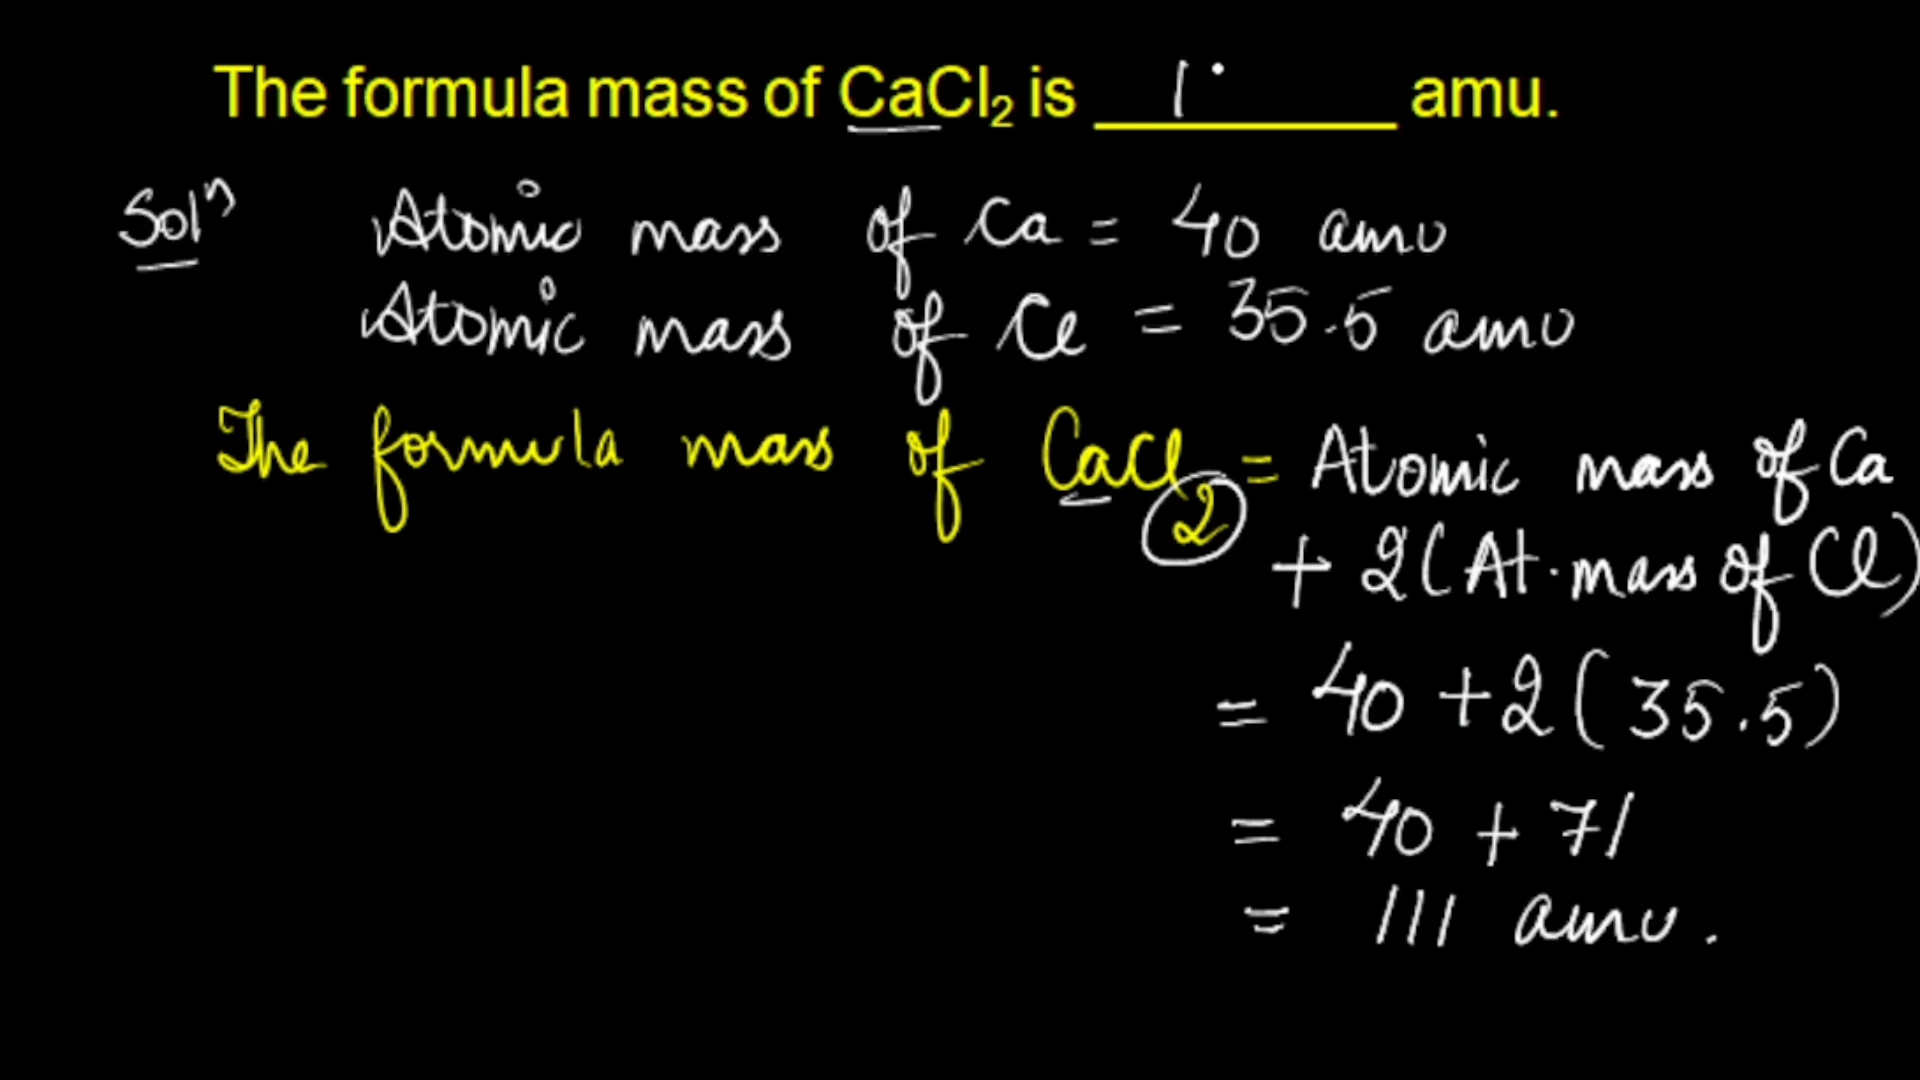 The formula mass of CaCl₂ is 1 amu.
Solⁿ Atomic mass of Ca = 40 amu
Atomic mass of Cl = 35.5 amu
The formula mass of CaCl₂ = Atomic mass of Ca
+ 2(At. mass of Cl)
= 40 + 2(35.5)
= 40 + 71
= 111 amu.